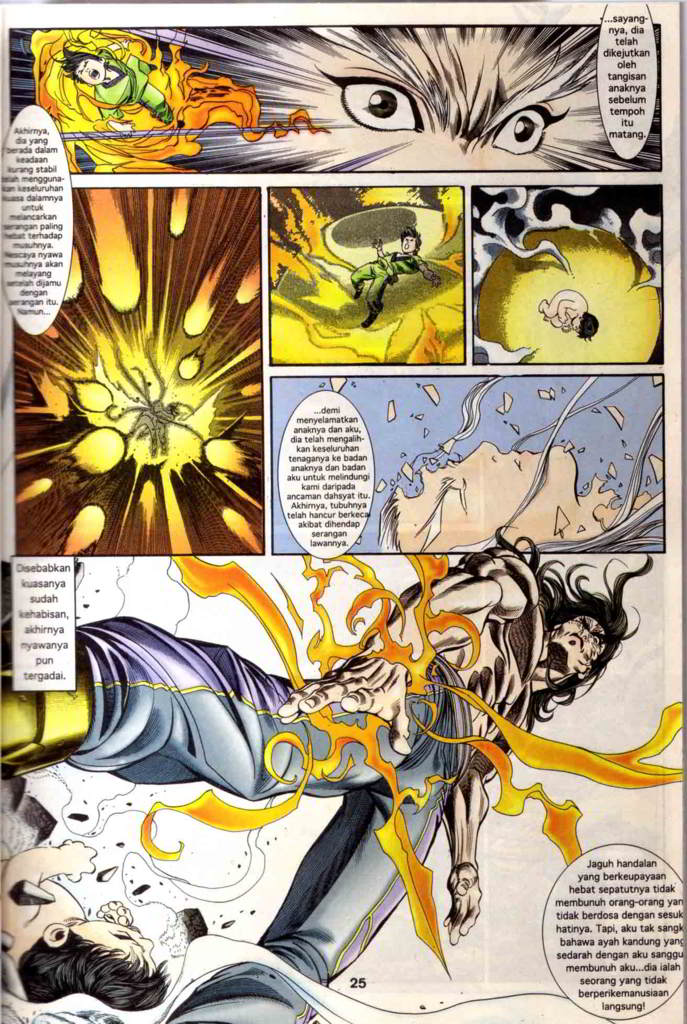 ...sayang-
nya, dia
telah
dikejutkan
oleh
tangisan
anaknya
sebelum
tempoh
itu
matang.
Akhirnya,
dia yang
berada dalam
keadaan
kurang stabil
telah mengguna-
kan keseluruhan
kuasa dalamnya
untuk
melancarkan
serangan paling
hebat terhadap
musuhnya.
Nescaya nyawa
musuhnya akan
melayang
setelah dijamu
dengan
serangan itu.
Namun...
...demi
menyelamatkan
anaknya dan aku,
dia telah mengalih-
kan keseluruhan
tenaganya ke badan
anaknya dan badan
aku untuk melindungi
kami daripada
ancaman dahsyat itu.
Akhirnya, tubuhnya
telah hancur berkecai
akibat dihendap
serangan
lawannya.
Disebabkan
kuasanya
sudah
kehabisan,
akhirnya
nyawanya
pun
tergadai.
Jaguh handalan
yang berkeupayaan
hebat sepatutnya tidak
membunuh orang-orang yan
tidak berdosa dengan sesuk
hatinya. Tapi, aku tak sangk
bahawa ayah kandung yang
sedarah dengan aku sanggu
membunuh aku...dia ialah
seorang yang tidak
berperikemanusiaan
langsung!
25